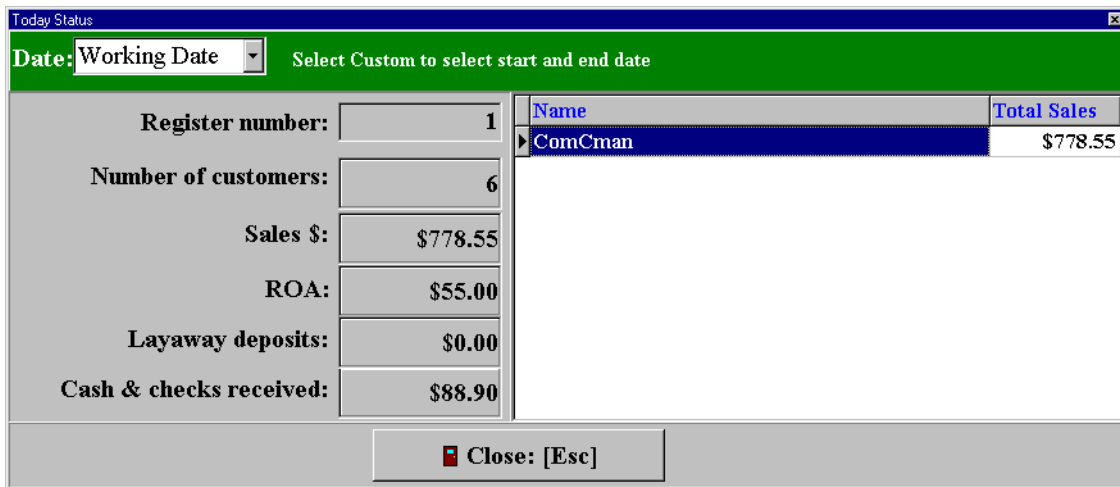 Today Status
Date: Working Date Select Custom to select start and end date
Register number: 1
Number of customers: 6
Sales $: $778.55
ROA: $55.00
Layaway deposits: $0.00
Cash & checks received: $88.90
Name Total Sales
ComCman $778.55
Close: [Esc]